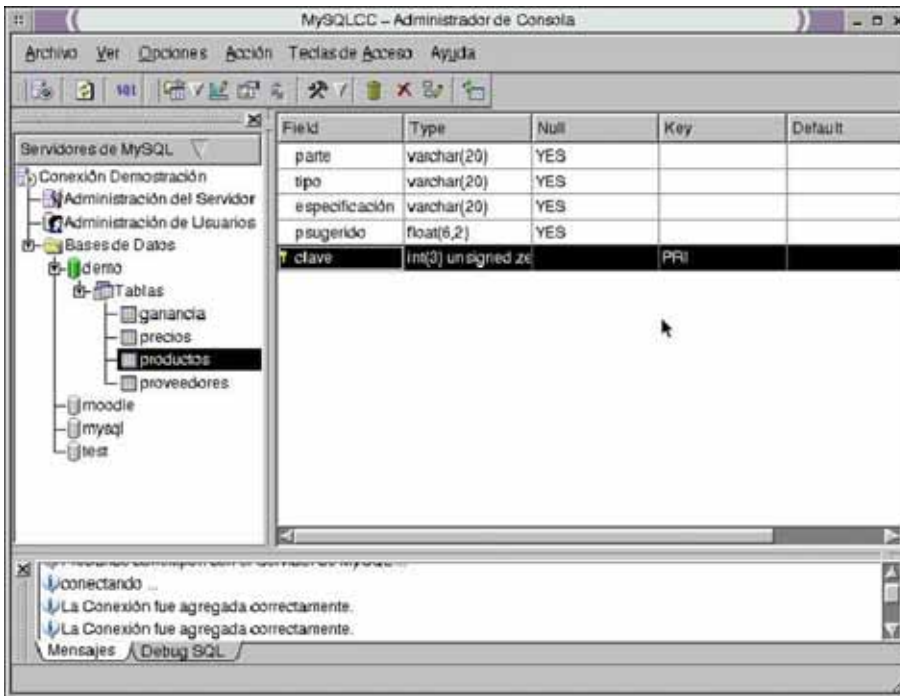 MySQLCC - Administrador de Consola
Archivo Ver Opciones Acción Teclas de Acceso Ayuda
SQL
Servidores de MySQL
Conexión Demostración
Administración del Servidor
Administración de Usuarios
Bases de Datos
demo
Tablas
ganancia
precios
productos
proveedores
moodle
mysql
test
Field Type Null Key Default
parte varchar(20) YES
tipo varchar(20) YES
especificación varchar(20) YES
psugerido float(6,2) YES
clave int(3) unsigned ze PRI
conectando ...
La Conexión fue agregada correctamente.
La Conexión fue agregada correctamente.
Mensajes Debug SQL